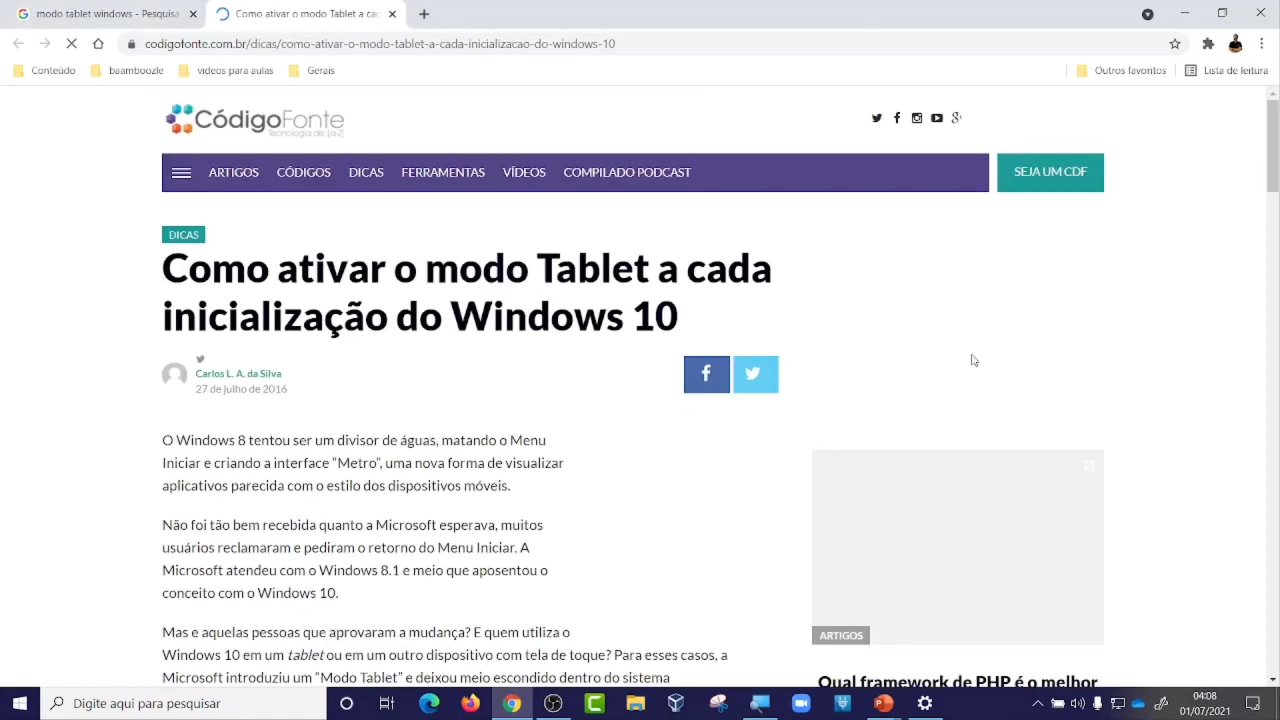 modo tablet windows - Pesquisa
Como ativar o modo Tablet a ca
codigofonte.com.br/dicas/como-ativar-o-modo-tablet-a-cada-inicializacao-do-windows-10
Conteúdo
baamboozle
videos para aulas
Gerais
Outros favoritos
Lista de leitura
CódigoFonte
Tecnologia de {a-Z}
ARTIGOS CÓDIGOS DICAS FERRAMENTAS VÍDEOS COMPILADO PODCAST
SEJA UM CDF
DICAS
Como ativar o modo Tablet a cada
inicialização do Windows 10
Carlos L. A. da Silva
27 de julho de 2016
O Windows 8 tentou ser um divisor de águas, matando o Menu
Iniciar e criando a interface “Metro”, uma nova forma de visualizar
aplicativos parecida com o estilo dos dispositivos móveis.
Não foi tão bem recebida quanto a Microsoft esperava, muitos
usuários reclamaram e pediram o retorno do Menu Iniciar. A
Microsoft atendeu com o Windows 8.1 e meio que aposentou o
conceito com o Windows 10.
Mas e aquelas pessoas que aprovaram a mudança? E quem utiliza o
Windows 10 em um tablet ou em um outro dispositivo com tela de toque? Para esses casos, a
Microsoft introduziu um “Modo Tablet” e deixou meio escondido dentro do sistema
ARTIGOS
Qual framework de PHP é o melhor
Digite aqui para pesquisar
04:08
01/07/2021